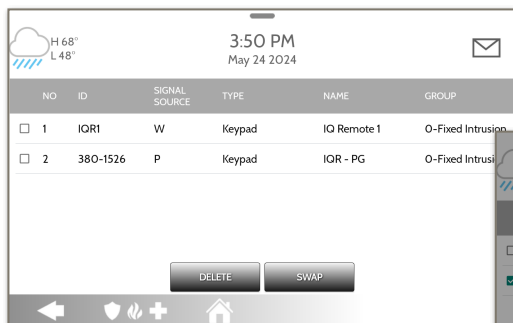 H 68°
L 48°
3:50 PM
May 24 2024
NO ID SIGNAL SOURCE TYPE NAME GROUP
1 IQR1 W Keypad IQ Remote 1 0-Fixed Intrusion
2 380-1526 P Keypad IQR - PG 0-Fixed Intrusi
DELETE SWAP